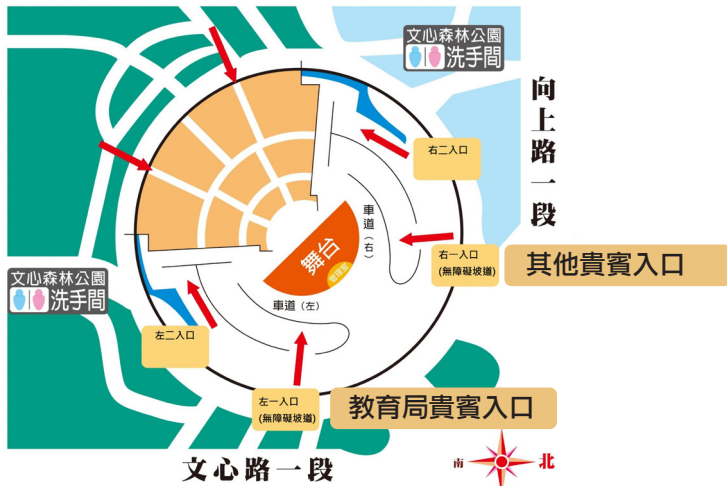 文心森林公園
洗手間
向上路一段
右二入口
車道（右）
舞台
管理室
右一入口
(無障礙坡道)
其他貴賓入口
文心森林公園
洗手間
車道（左）
左二入口
左一入口
(無障礙坡道)
教育局貴賓入口
文心路一段
南
北